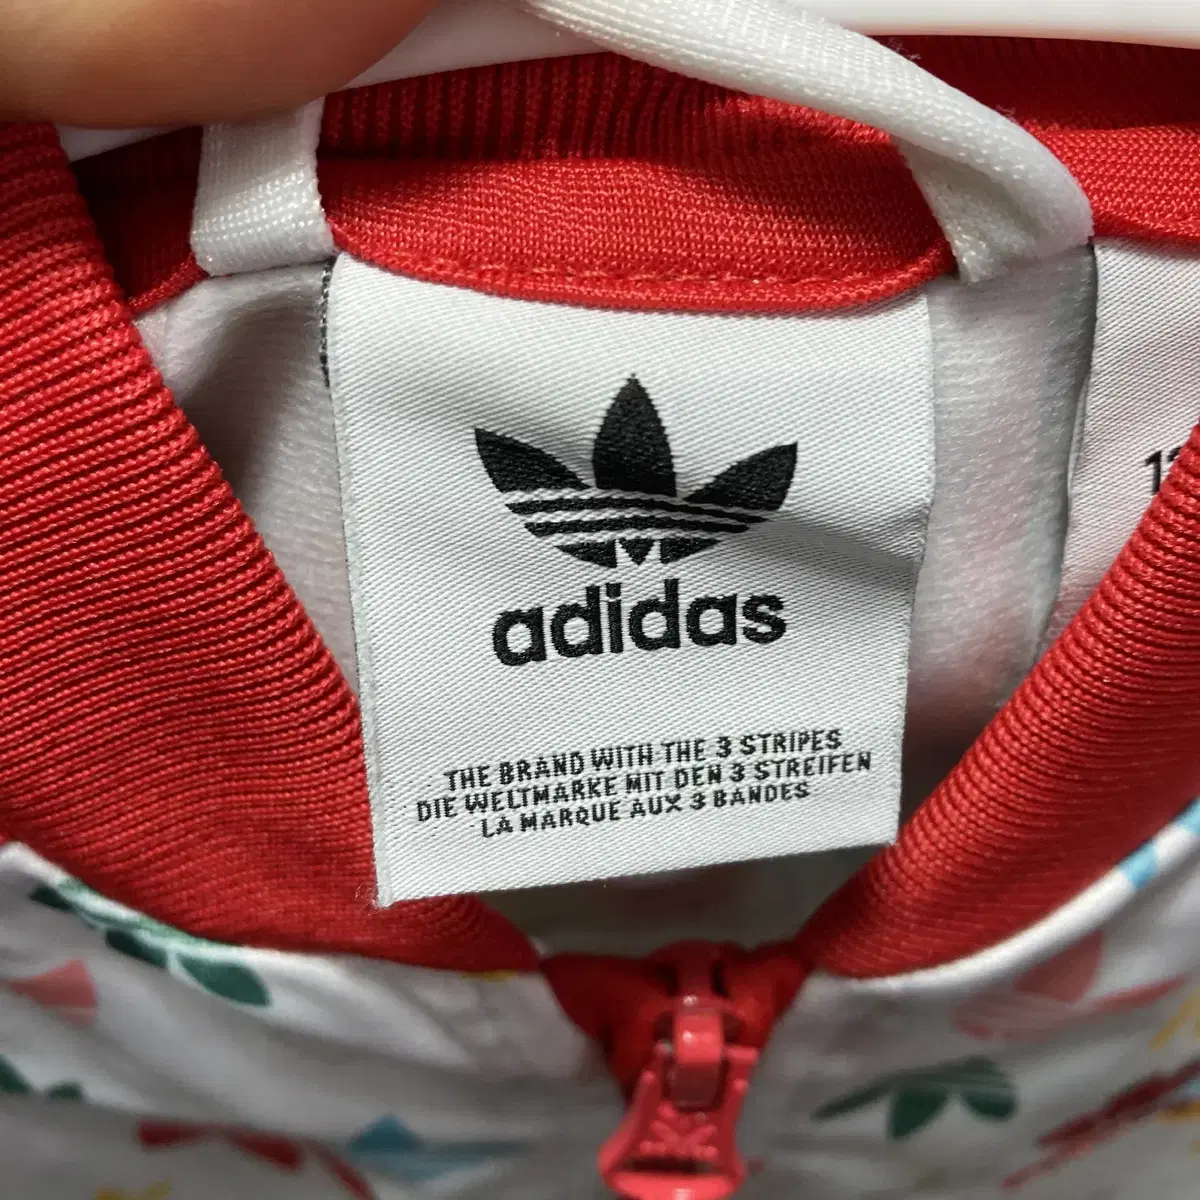 adidas
THE BRAND WITH THE 3 STRIPES
DIE WELTMARKE MIT DEN 3 STREIFEN
LA MARQUE AUX 3 BANDES